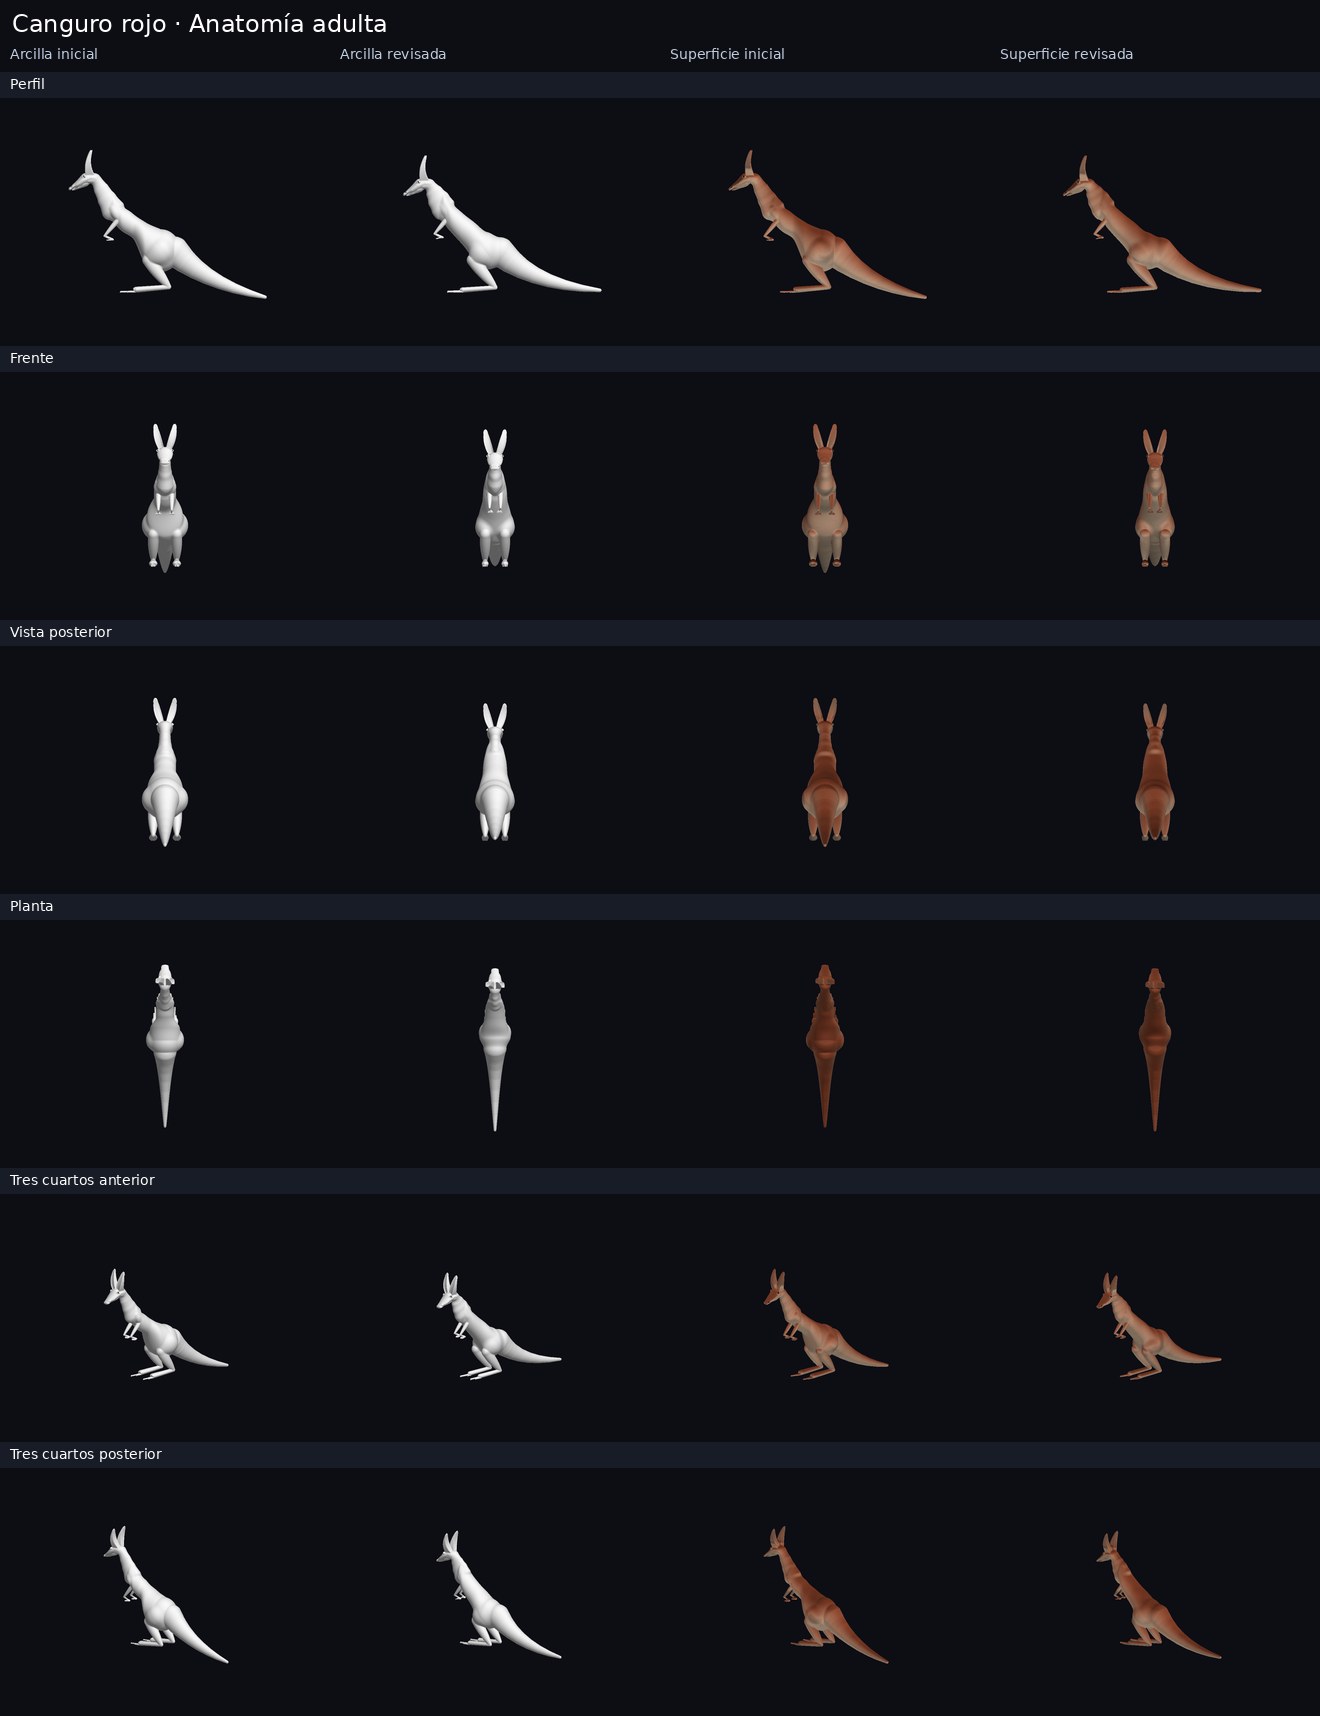 Canguro rojo · Anatomía adulta
Arcilla inicial Arcilla revisada Superficie inicial Superficie revisada
Perfil
Frente
Vista posterior
Planta
Tres cuartos anterior
Tres cuartos posterior